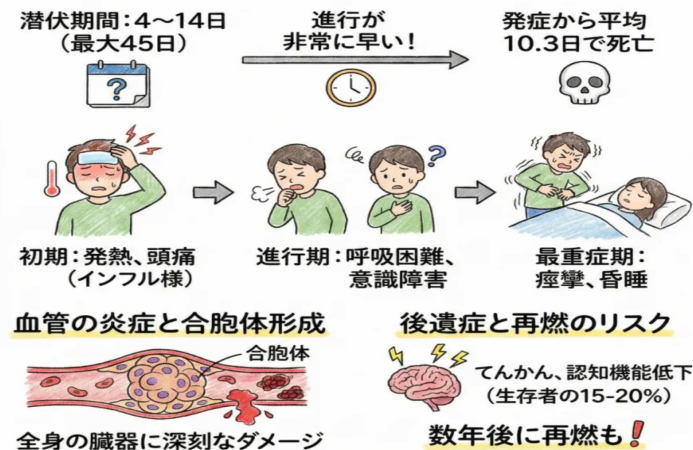 潜伏期間:4〜14日
(最大45日)
進行が
非常に早い!
発症から平均
10.3日で死亡
?
?
初期:発熱、頭痛
(インフル様)
進行期:呼吸困難、
意識障害
最重症期:
痙攣、昏睡
血管の炎症と合胞体形成
合胞体
全身の臓器に深刻なダメージ
後遺症と再燃のリスク
てんかん、認知機能低下
(生存者の15-20%)
数年後に再燃も!